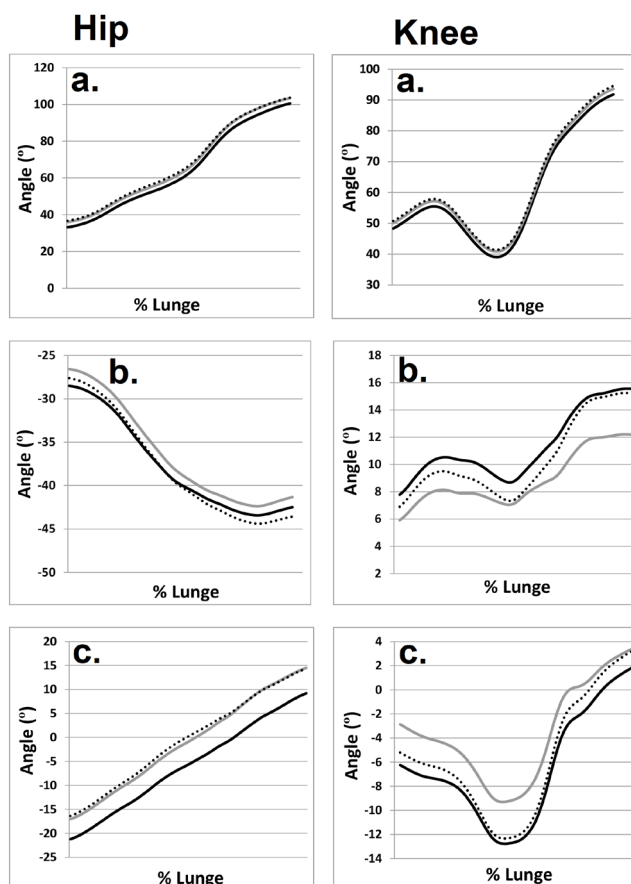 Hip
Knee
a.
120
100
80
60
40
20
0
Angle (º)
% Lunge
a.
100
90
80
70
60
50
40
30
Angle (º)
% Lunge
b.
-25
-30
-35
-40
-45
-50
Angle (º)
% Lunge
b.
18
16
14
12
10
8
6
4
2
Angle (º)
% Lunge
c.
20
15
10
5
0
-5
-10
-15
-20
-25
Angle (º)
% Lunge
c.
4
2
0
-2
-4
-6
-8
-10
-12
-14
Angle (º)
% Lunge